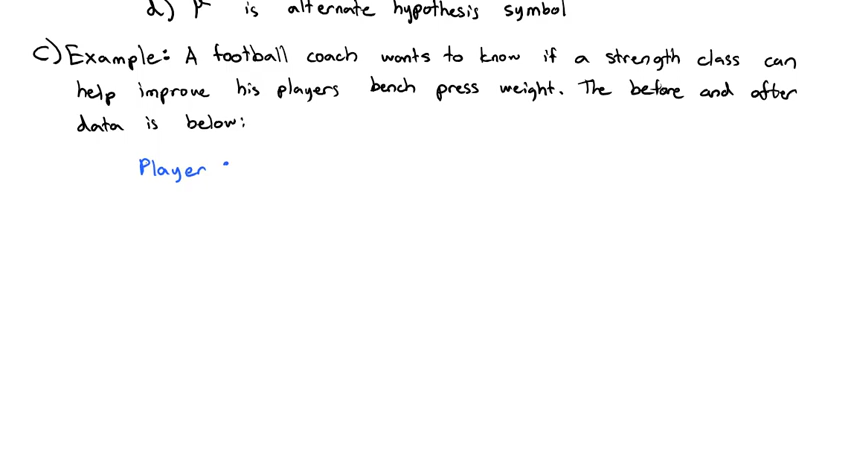 d) μ is alternate hypothesis symbol
C) Example: A football coach wants to know if a strength class can
help improve his players bench press weight. The before and after
data is below:
Player